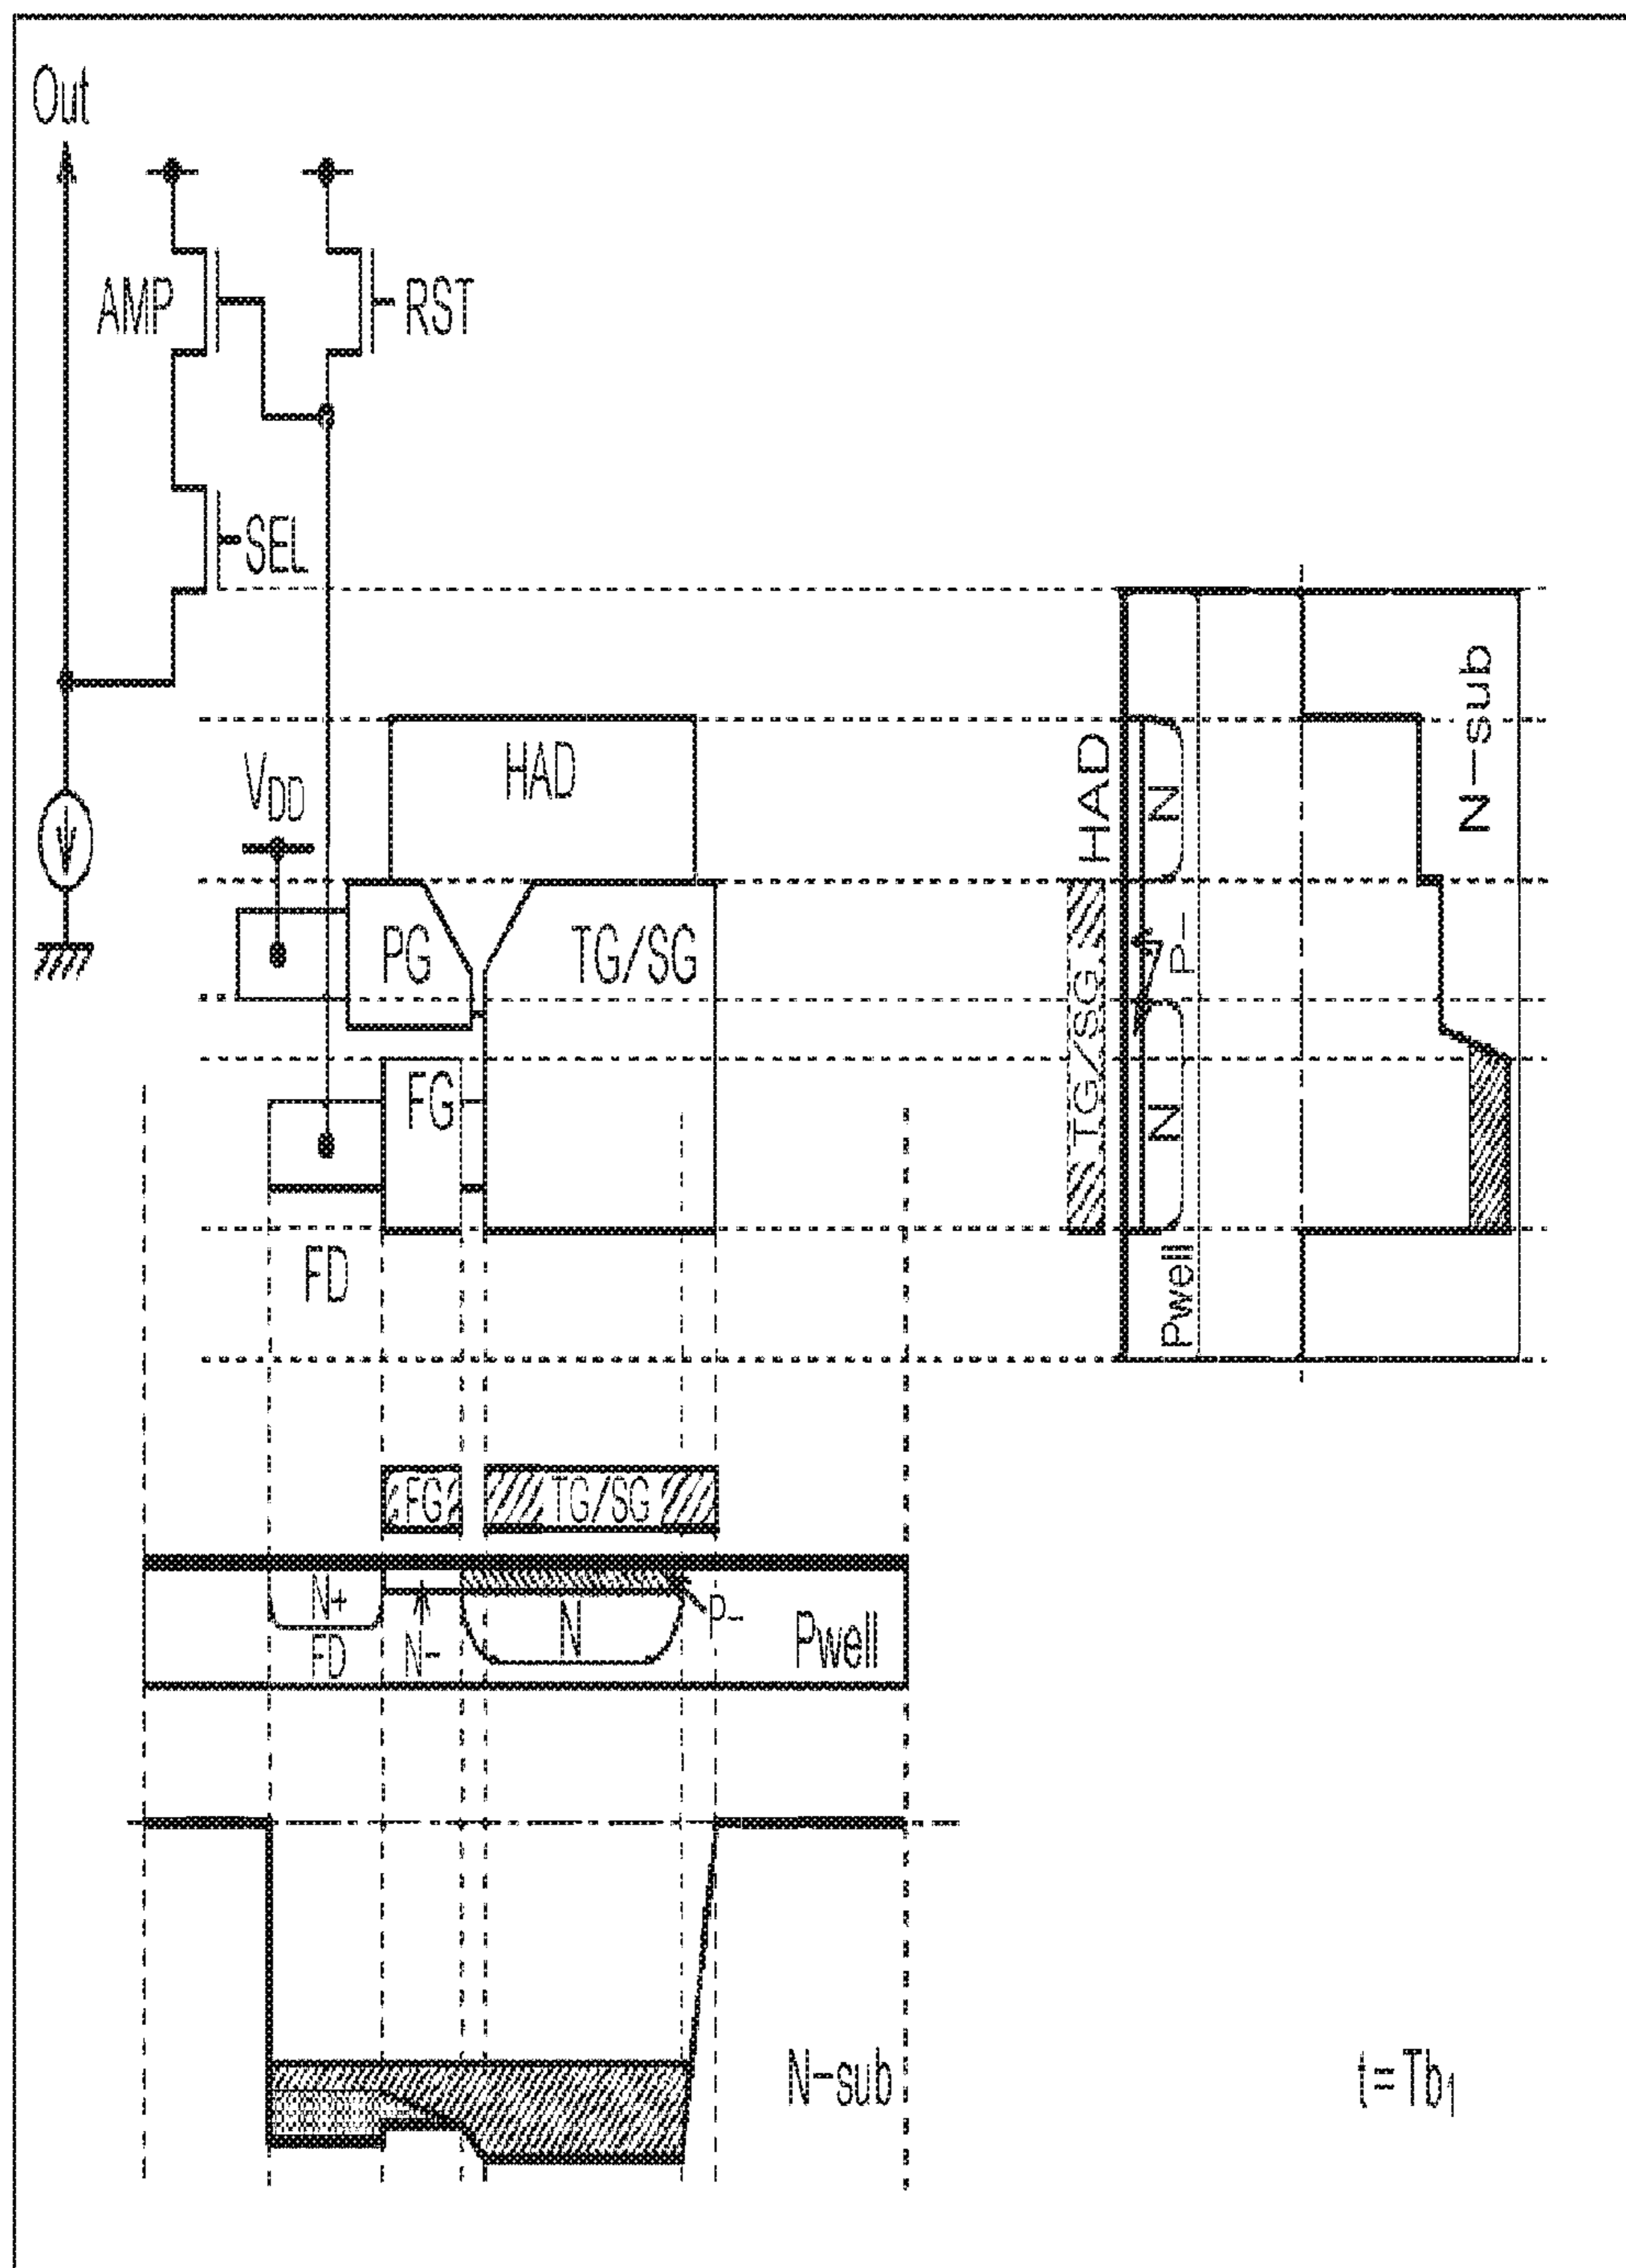 Out
AMP
RST
SEL
V_DD
HAD
PG
TG/SG
FG
FD
HAD
N
N-sub
TG/SG
P-
N
Pwell
FG
TG/SG
N+
FD
N-
N
P-
Pwell
N-sub
t=Tb₁